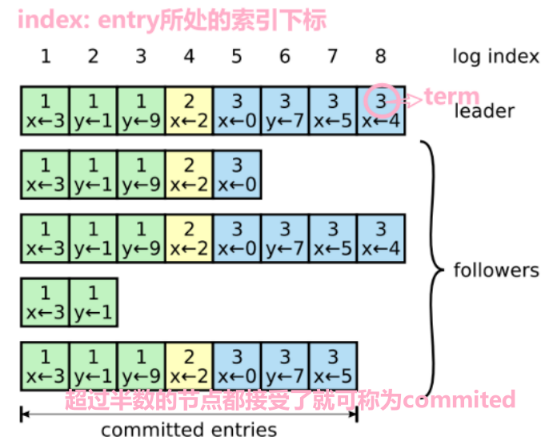 index: entry所处的索引下标
1 2 3 4 5 6 7 8 log index
1 1 1 2 3 3 3 3 term
x←3 y←1 y←9 x←2 x←0 y←7 x←5 x←4 leader
1 1 1 2 3
x←3 y←1 y←9 x←2 x←0
1 1 1 2 3 3 3 3
x←3 y←1 y←9 x←2 x←0 y←7 x←5 x←4
followers
1 1
x←3 y←1
1 1 1 2 3 3 3
x←3 y←1 y←9 x←2 x←0 y←7 x←5
超过半数的节点都接受了就可称为commited
committed entries